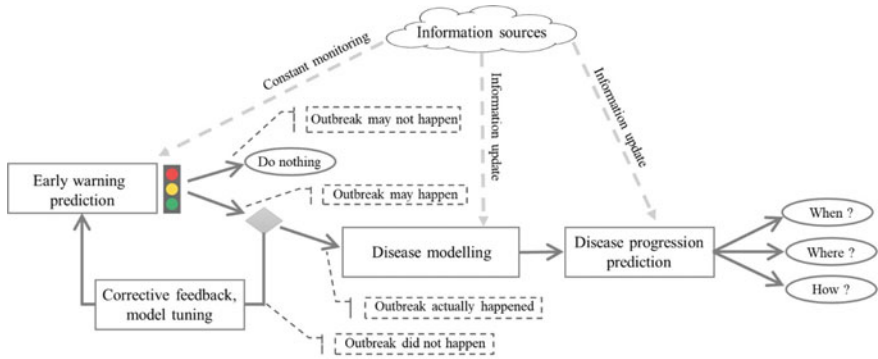 Information sources
Constant monitoring
Information update
Information update
Outbreak may not happen
Do nothing
Early warning
prediction
Outbreak may happen
Disease modelling
Disease progression
prediction
When ?
Where ?
How ?
Corrective feedback,
model tuning
Outbreak actually happened
Outbreak did not happen